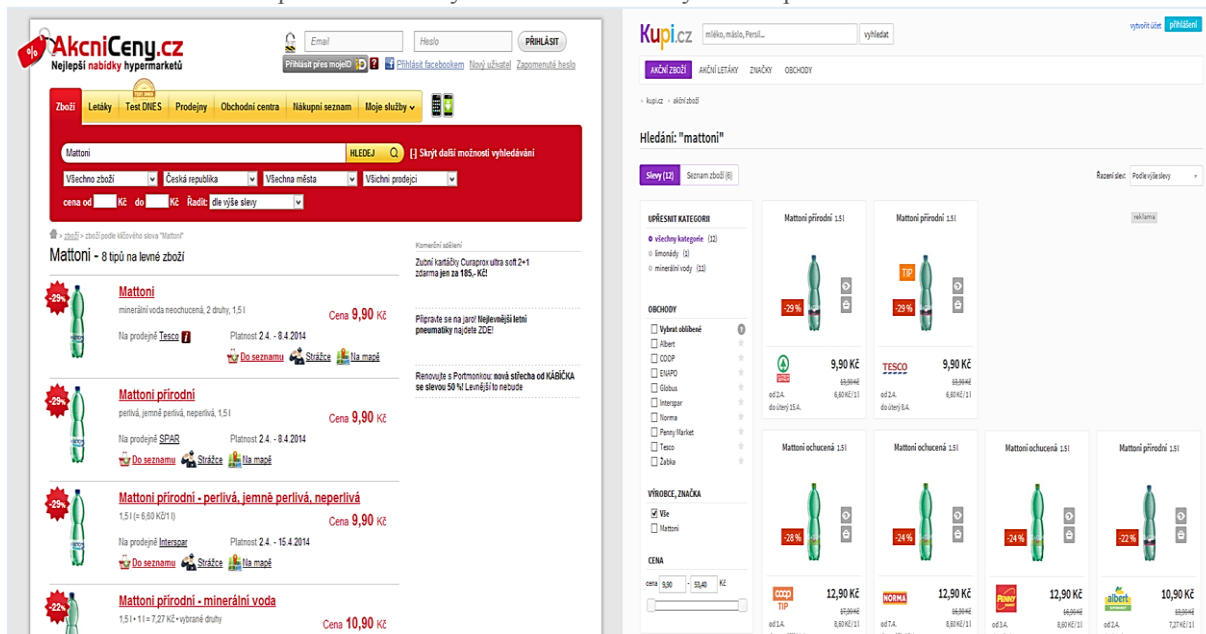 AkcniCeny.cz
Nejlepší nabídky hypermarketů
Email
Heslo
PŘIHLÁSIT
Přihlásit přes mojeID
Přihlásit facebookem Nový uživatel Zapomenuté heslo
Zboží Letáky Test DNES Prodejny Obchodní centra Nákupní seznam Moje služby
Mattoni
HLEDEJ
[-] Skrýt další možnosti vyhledávání
Všechno zboží Česká republika Všechna města Všichni prodejci
cena od Kč do Kč Řadit: dle výše slevy
> zboží > zboží podle klíčového slova "Mattoni"
Mattoni - 8 tipů na levné zboží
-29%
Mattoni
minerální voda neochucená, 2 druhy, 1,5 l
Cena 9,90 Kč
Na prodejně Tesco
Platnost 2.4. - 8.4.2014
Do seznamu Strážce Na mapě
-29%
Mattoni přírodní
perlivá, jemně perlivá, neperlivá, 1,5 l
Cena 9,90 Kč
Na prodejně SPAR
Platnost 2.4. - 8.4.2014
Do seznamu Strážce Na mapě
-29%
Mattoni přírodní - perlivá, jemně perlivá, neperlivá
1,5 l (= 6,60 Kč/1 l)
Cena 9,90 Kč
Na prodejně Interspar
Platnost 2.4. - 15.4.2014
Do seznamu Strážce Na mapě
-22%
Mattoni přírodní - minerální voda
1,5 l • 1 l = 7,27 Kč • vybrané druhy
Cena 10,90 Kč
Komerční sdělení
Zubní kartáčky Curaprox ultra soft 2+1
zdarma jen za 185,- Kč!
Připravte se na jaro! Nejlevnější letní
pneumatiky najdete ZDE!
Renovujte s Portmonkou: nová střecha od KÁBÍČKA
se slevou 50 %! Levnější to nebude
Kupi.cz
mléko, máslo, Persil...
vyhledat
vytvořit účet
přihlášení
AKČNÍ ZBOŽÍ AKČNÍ LETÁKY ZNAČKY OBCHODY
> kupi.cz > akční zboží
Hledání: "mattoni"
Slevy (12) Seznam zboží (6)
Řazení slev: Podle výše slevy
UPŘESNIT KATEGORII
všechny kategorie (12)
limonády (1)
minerální vody (11)
OBCHODY
Vybrat oblíbené
Albert
COOP
ENAPO
Globus
Interspar
Norma
Penny Market
Tesco
Žabka
VÝROBCE, ZNAČKA
Vše
Mattoni
CENA
cena 9,90 - 53,40 Kč
Mattoni přírodní 1.5 l
-29 %
9,90 Kč
13,90 Kč
od 2.4.
6,60 Kč/1 l
do úterý 15.4.
Mattoni přírodní 1.5 l
TIP
-29 %
TESCO
9,90 Kč
13,90 Kč
od 2.4.
6,60 Kč/1 l
do úterý 8.4.
reklama
Mattoni ochucená 1.5 l
-28 %
coop
TIP
12,90 Kč
17,90 Kč
od 2.4.
8,60 Kč/1 l
Mattoni ochucená 1.5 l
-24 %
NORMA
12,90 Kč
16,90 Kč
od 7.4.
8,60 Kč/1 l
Mattoni ochucená 1.5 l
-24 %
PENNY
12,90 Kč
16,90 Kč
od 3.4.
8,60 Kč/1 l
Mattoni přírodní 1.5 l
-22 %
albert
10,90 Kč
13,90 Kč
od 2.4.
7,27 Kč/1 l